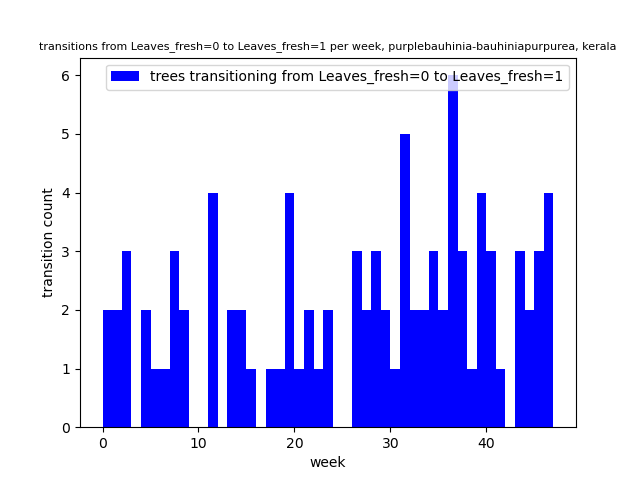 transitions from Leaves_fresh=0 to Leaves_fresh=1 per week, purplebauhinia-bauhiniapurpurea, kerala
trees transitioning from Leaves_fresh=0 to Leaves_fresh=1
6
5
4
3
2
1
0
transition count
0 10 20 30 40
week